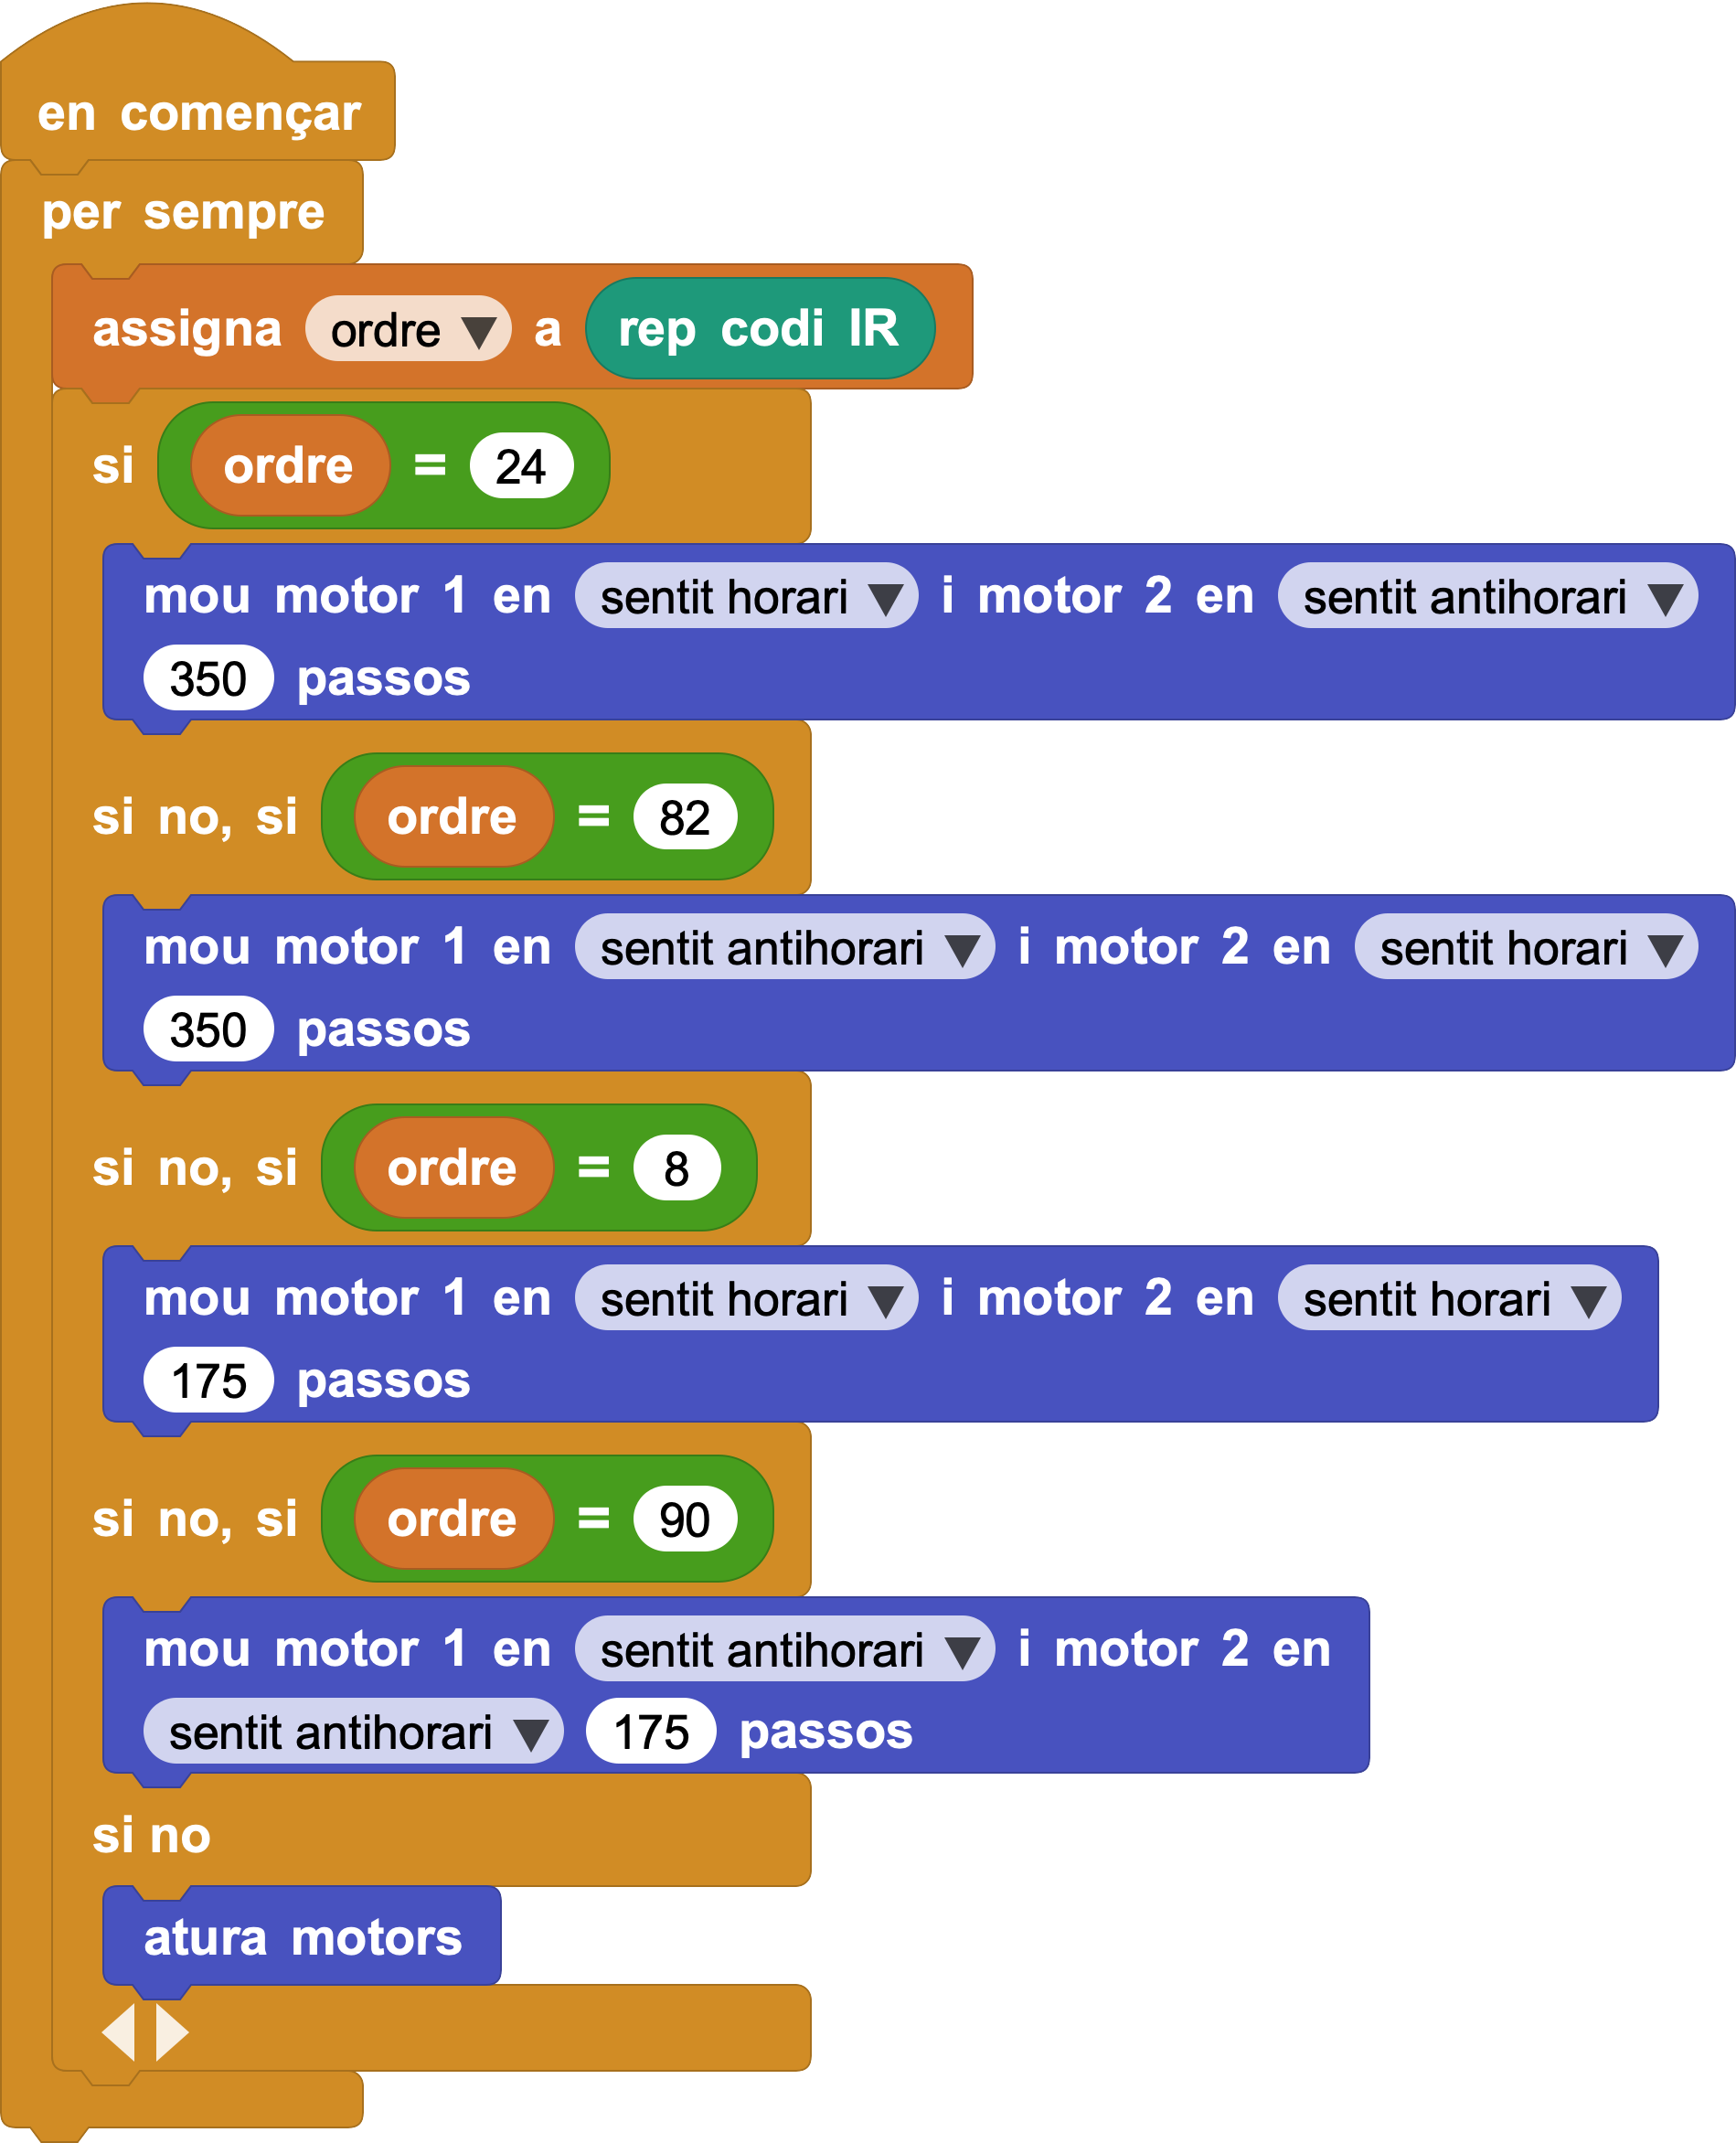 en començar
per sempre
assigna ordre a rep codi IR
si ordre = 24
mou motor 1 en sentit horari i motor 2 en sentit antihorari
350 passos
si no, si ordre = 82
mou motor 1 en sentit antihorari i motor 2 en sentit horari
350 passos
si no, si ordre = 8
mou motor 1 en sentit horari i motor 2 en sentit horari
175 passos
si no, si ordre = 90
mou motor 1 en sentit antihorari i motor 2 en
sentit antihorari 175 passos
si no
atura motors